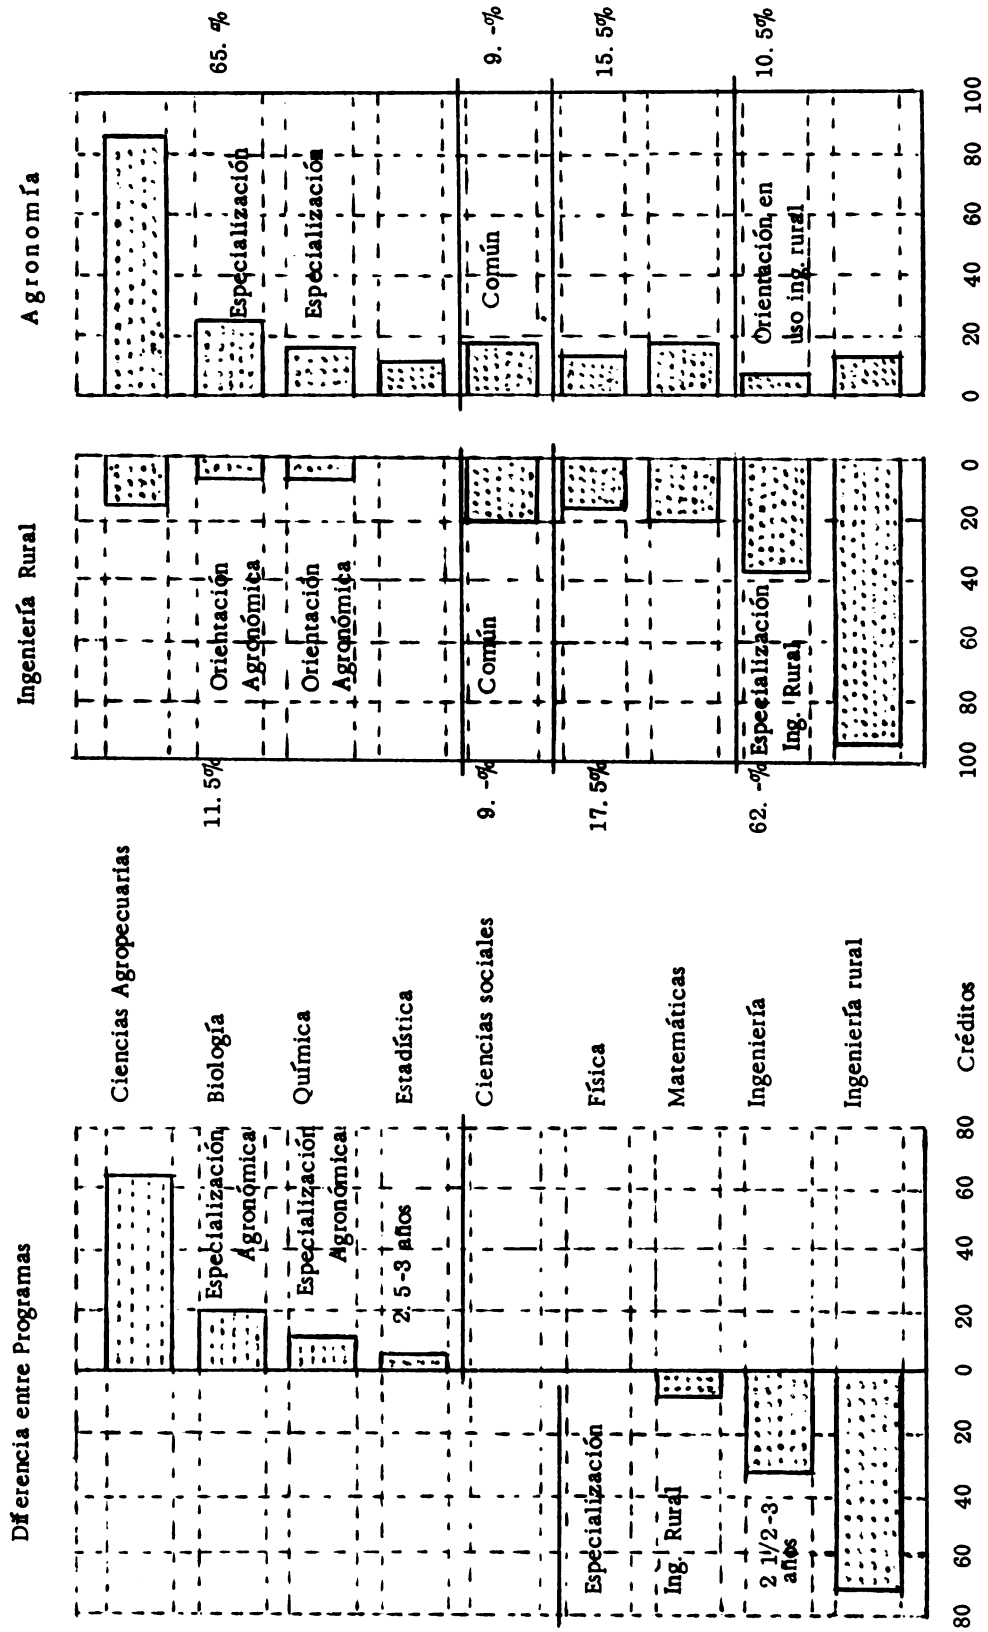 Diferencia entre Programas
Ingeniería Rural
Agronomía
Ciencias Agropecuarias
Especialización
Agronómica
Biología
11. 5%
Orientación
Agronómica
Especialización
65. %
Especialización
Agronómica
Química
Orientación
Agronómica
Especialización
2. 5-3 años
Estadística
Ciencias sociales
9. -%
Común
Común
9. -%
Especialización
Física
17. 5%
15. 5%
Ing. Rural
Matemáticas
2 1/2-3
años
Ingeniería
62. -%
Especialización
Ing. Rural
Orientación en
uso ing. rural
10. 5%
Ingeniería rural
80 60 40 20 0 20 40 60 80 Créditos 100 80 60 40 20 0 0 20 40 60 80 100